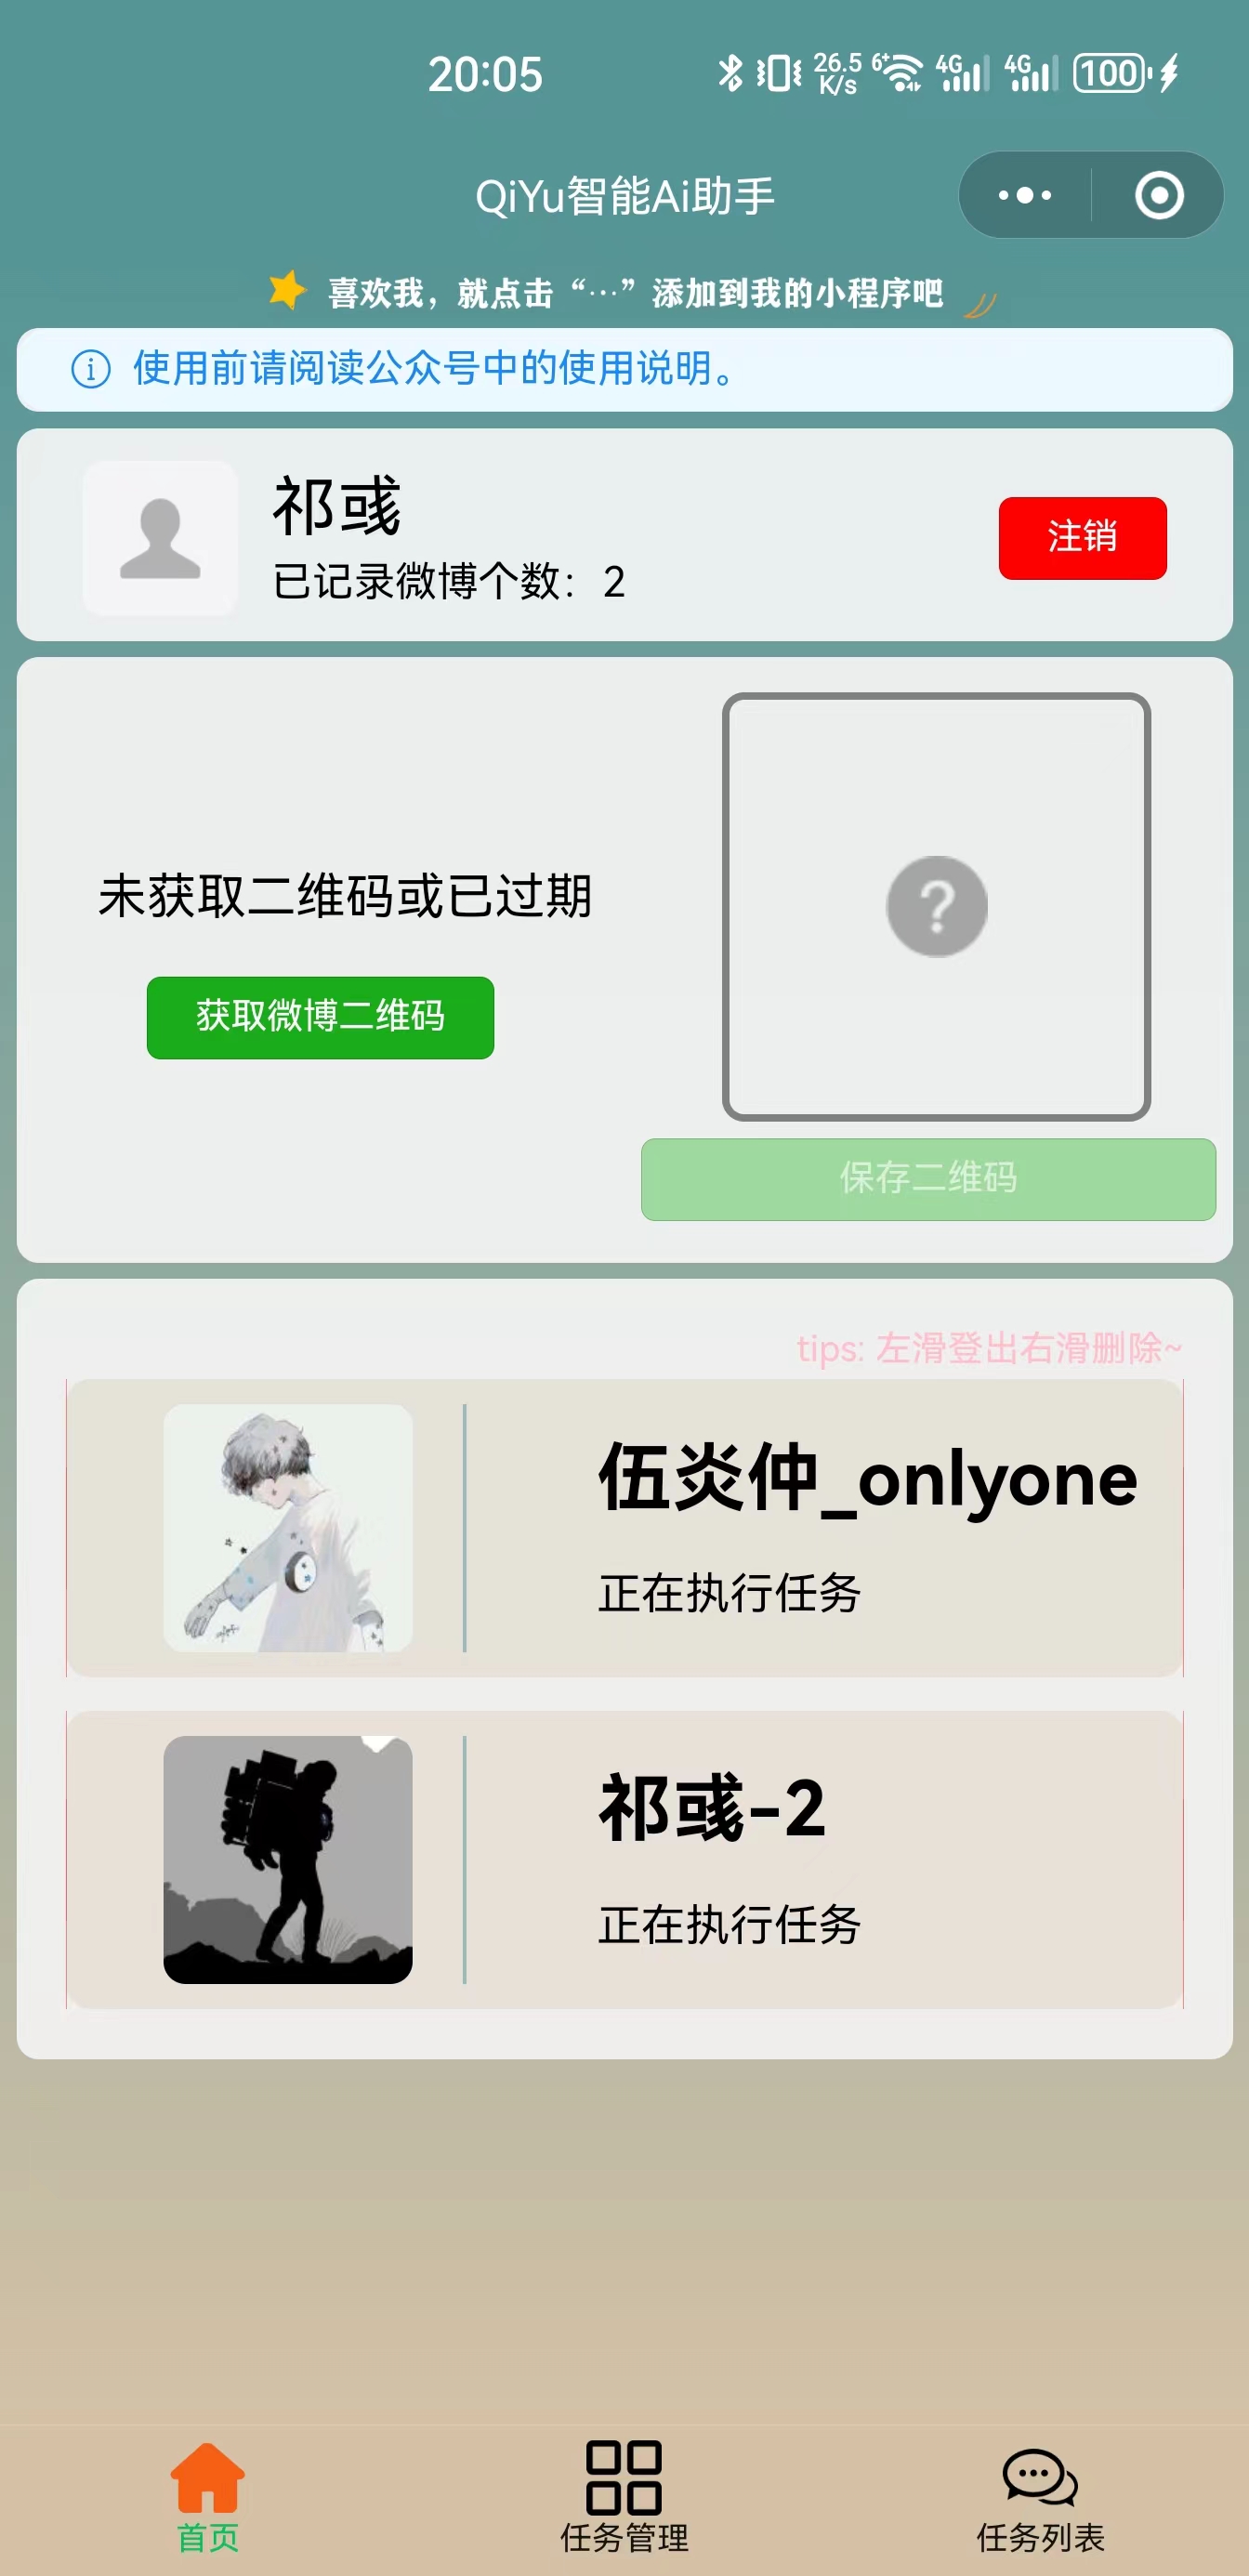 20:05
26.5 K/s
6+
4G
4G
100
QiYu智能Ai助手
喜欢我，就点击“…”添加到我的小程序吧
使用前请阅读公众号中的使用说明。
祁彧
已记录微博个数：2
注销
未获取二维码或已过期
获取微博二维码
保存二维码
tips: 左滑登出右滑删除~
伍炎仲_onlyone
正在执行任务
祁彧-2
正在执行任务
首页
任务管理
任务列表